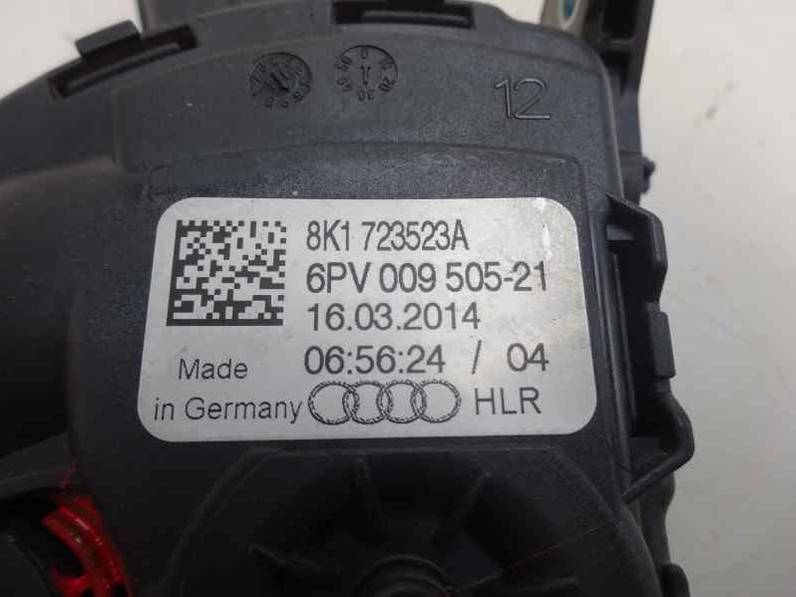 12
8K1 723523A
6PV 009 505-21
16.03.2014
06:56:24 / 04
Made
in Germany HLR